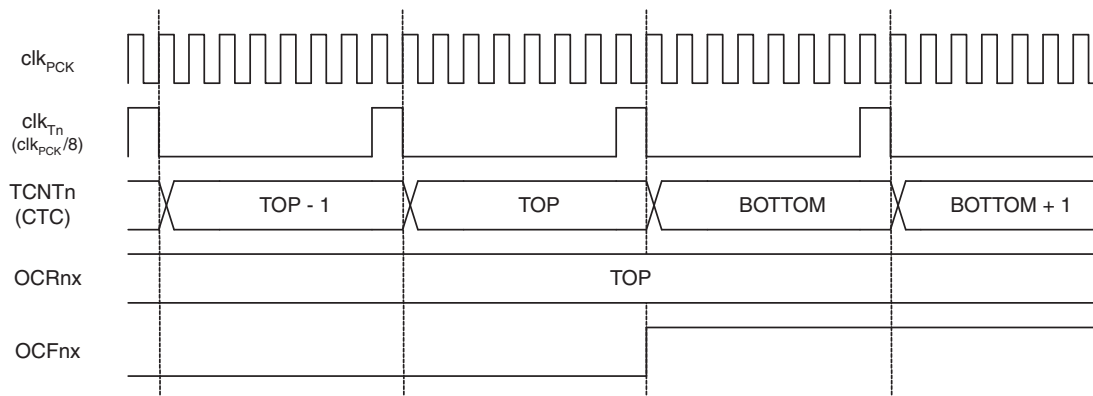 clkPCK
clkTn
(clkPCK/8)
TCNTn
(CTC)
TOP - 1
TOP
BOTTOM
BOTTOM + 1
OCRnx
TOP
OCFnx